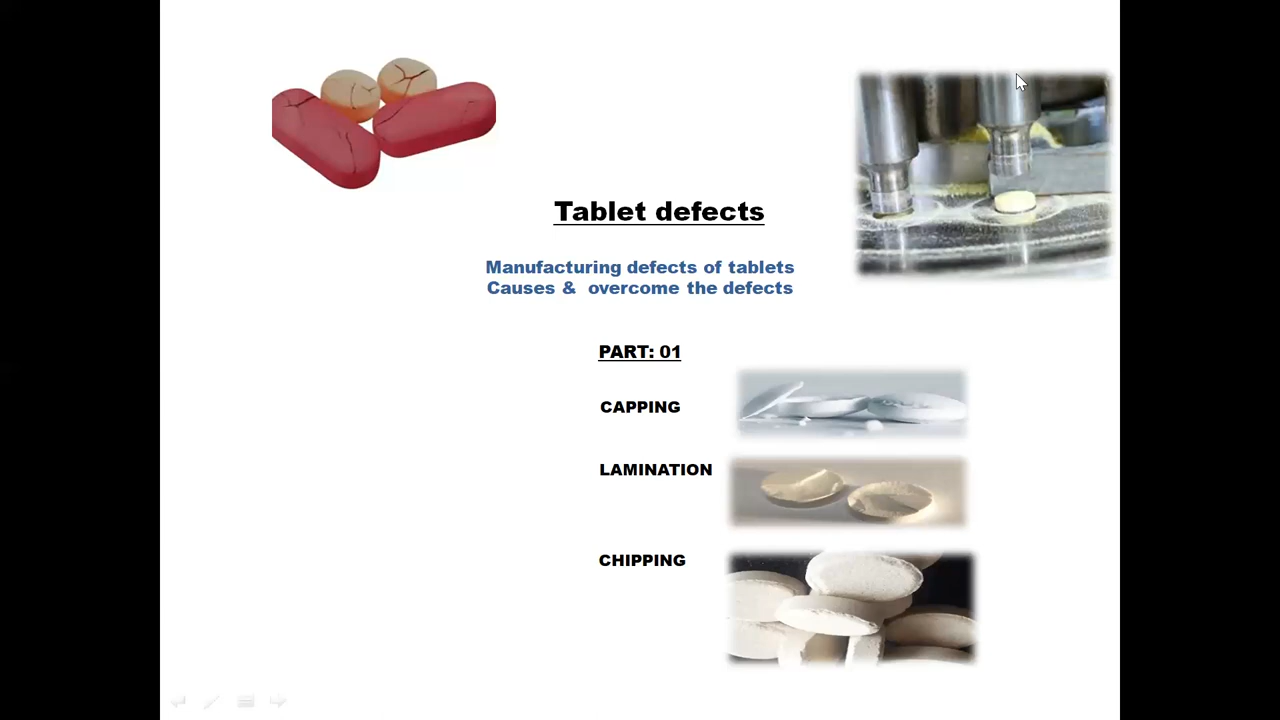 Tablet defects
Manufacturing defects of tablets
Causes & overcome the defects
PART: 01
CAPPING
LAMINATION
CHIPPING